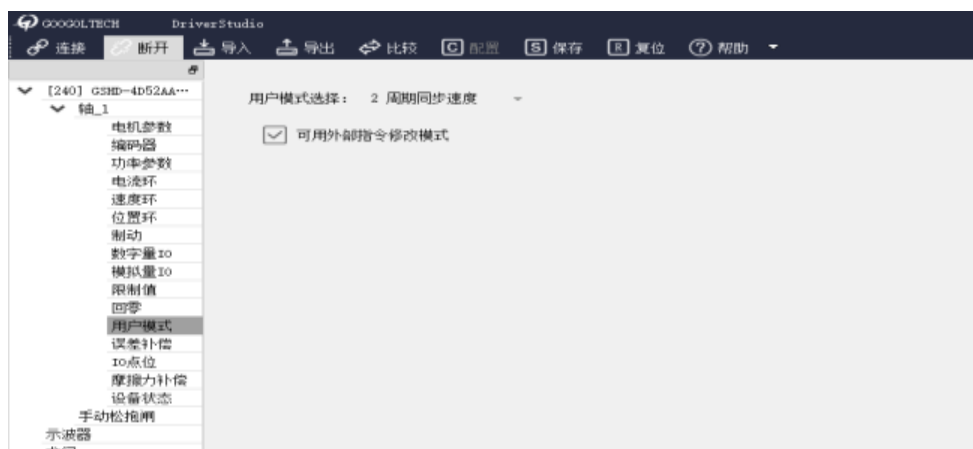 GOOGOLTECH DriverStudio
连接 断开 导入 导出 比较 C 配置 S 保存 R 复位 ? 帮助
[240] GSHD-4D52AA…
轴_1
电机参数
编码器
功率参数
电流环
速度环
位置环
制动
数字量IO
模拟量IO
限制值
回零
用户模式
误差补偿
IO点位
摩擦力补偿
设备状态
手动松抱闸
示波器
用户模式选择： 2 周期同步速度
可用外部指令修改模式